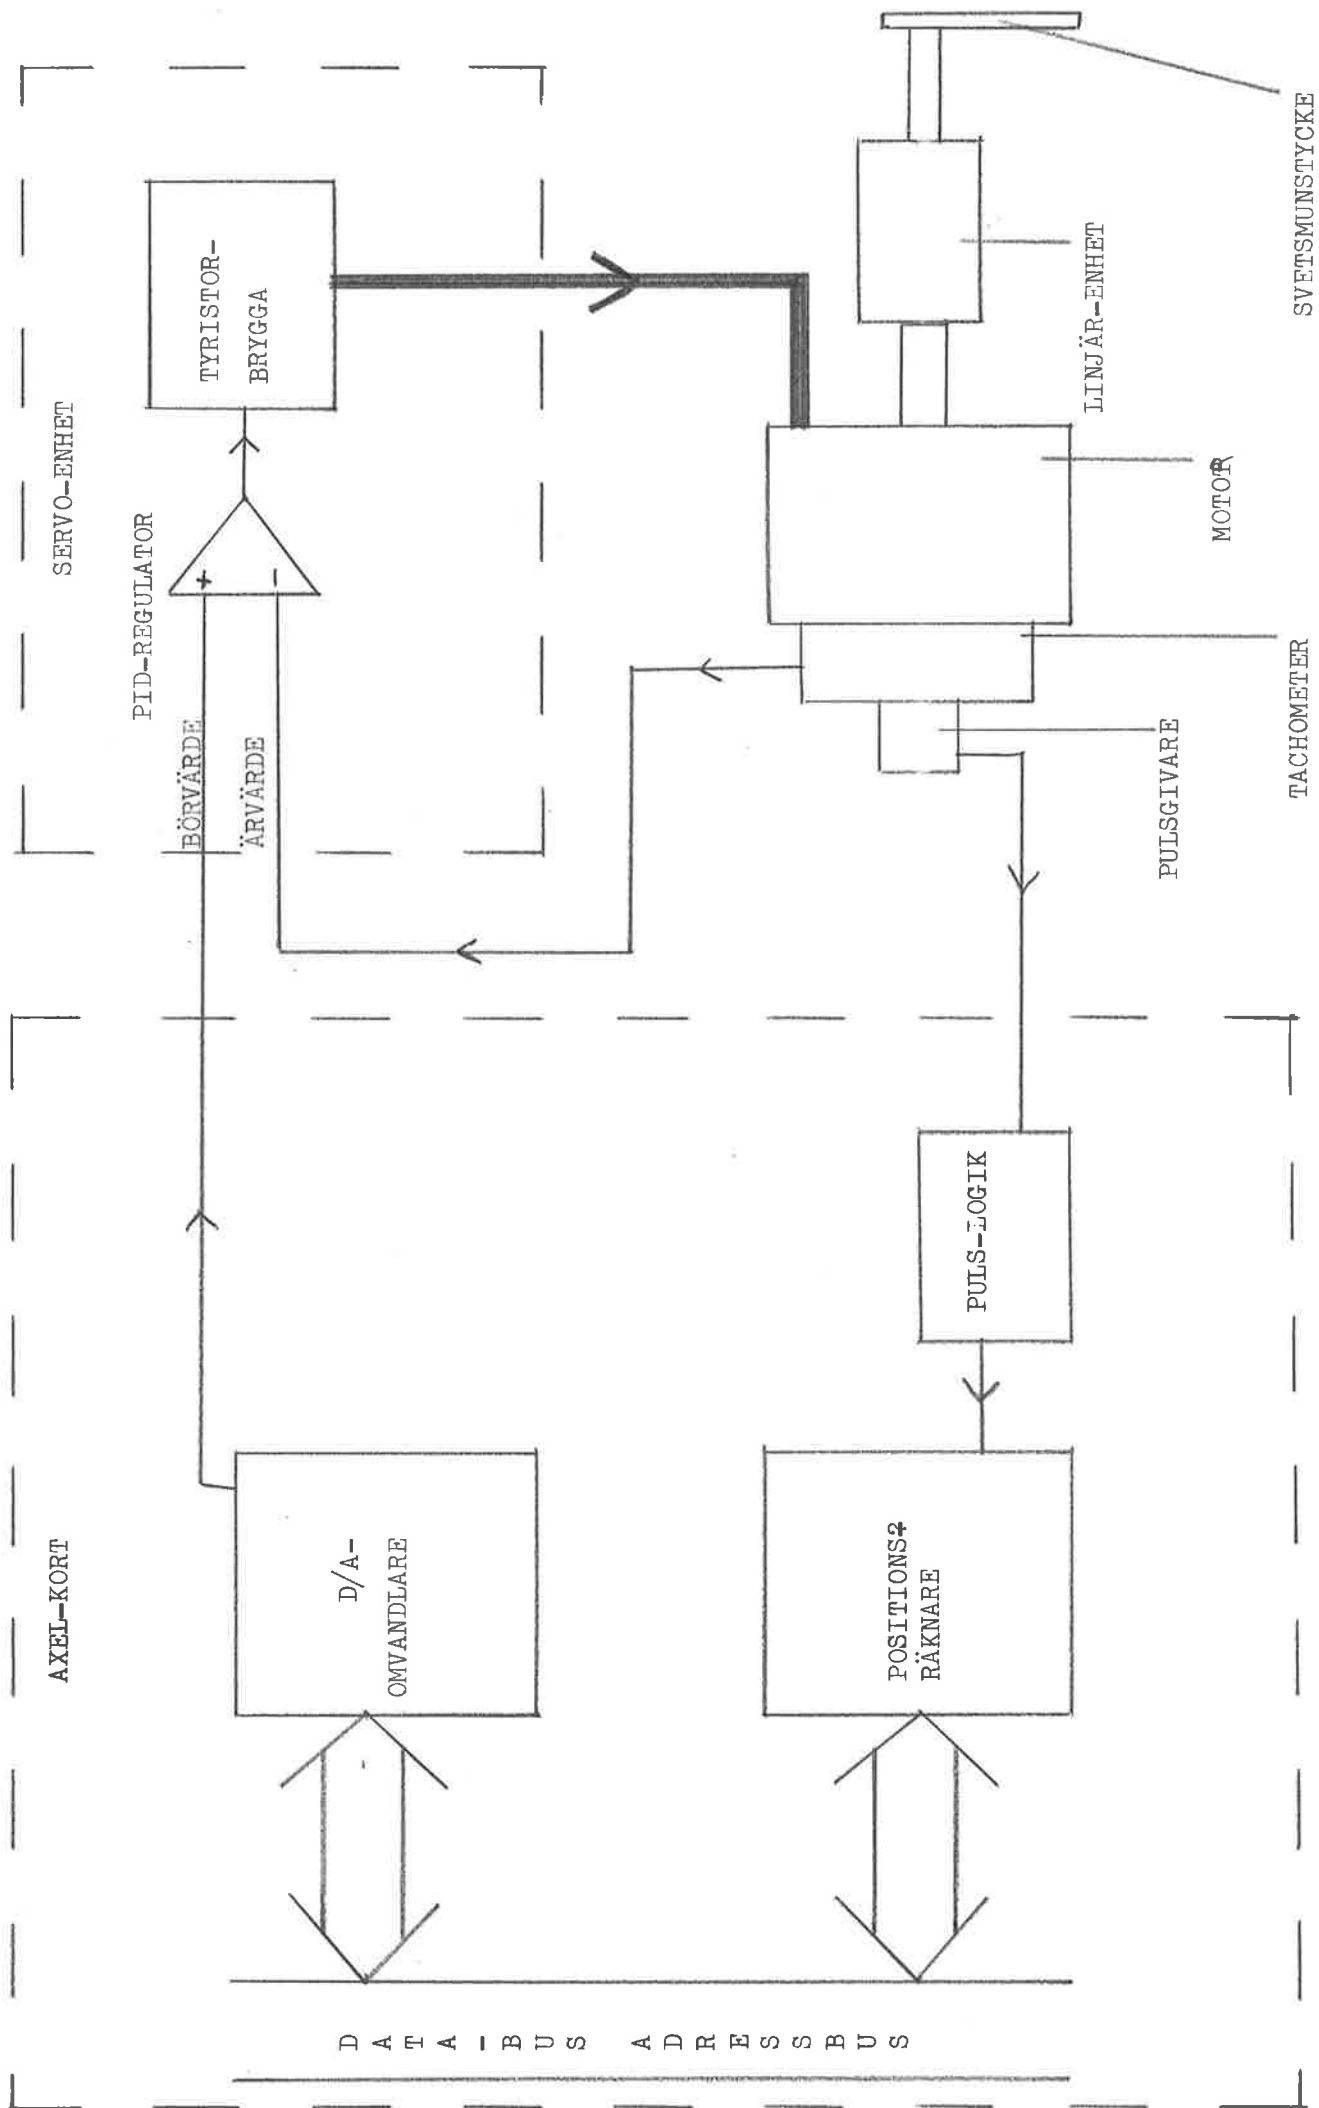 AXEL-KORT
SERVO-ENHET
PID-REGULATOR
BÖRVÄRDE
ÄRVÄRDE
TYRISTOR-
BRYGGA
D/A-
OMVANDLARE
+
-
DATA-BUS ADRESSBUS
POSITIONS-
RÄKNARE
PULS-LOGIK
PULSGIVARE
TACHOMETER
MOTOR
LINJÄR-ENHET
SVETSMUNSTYCKE